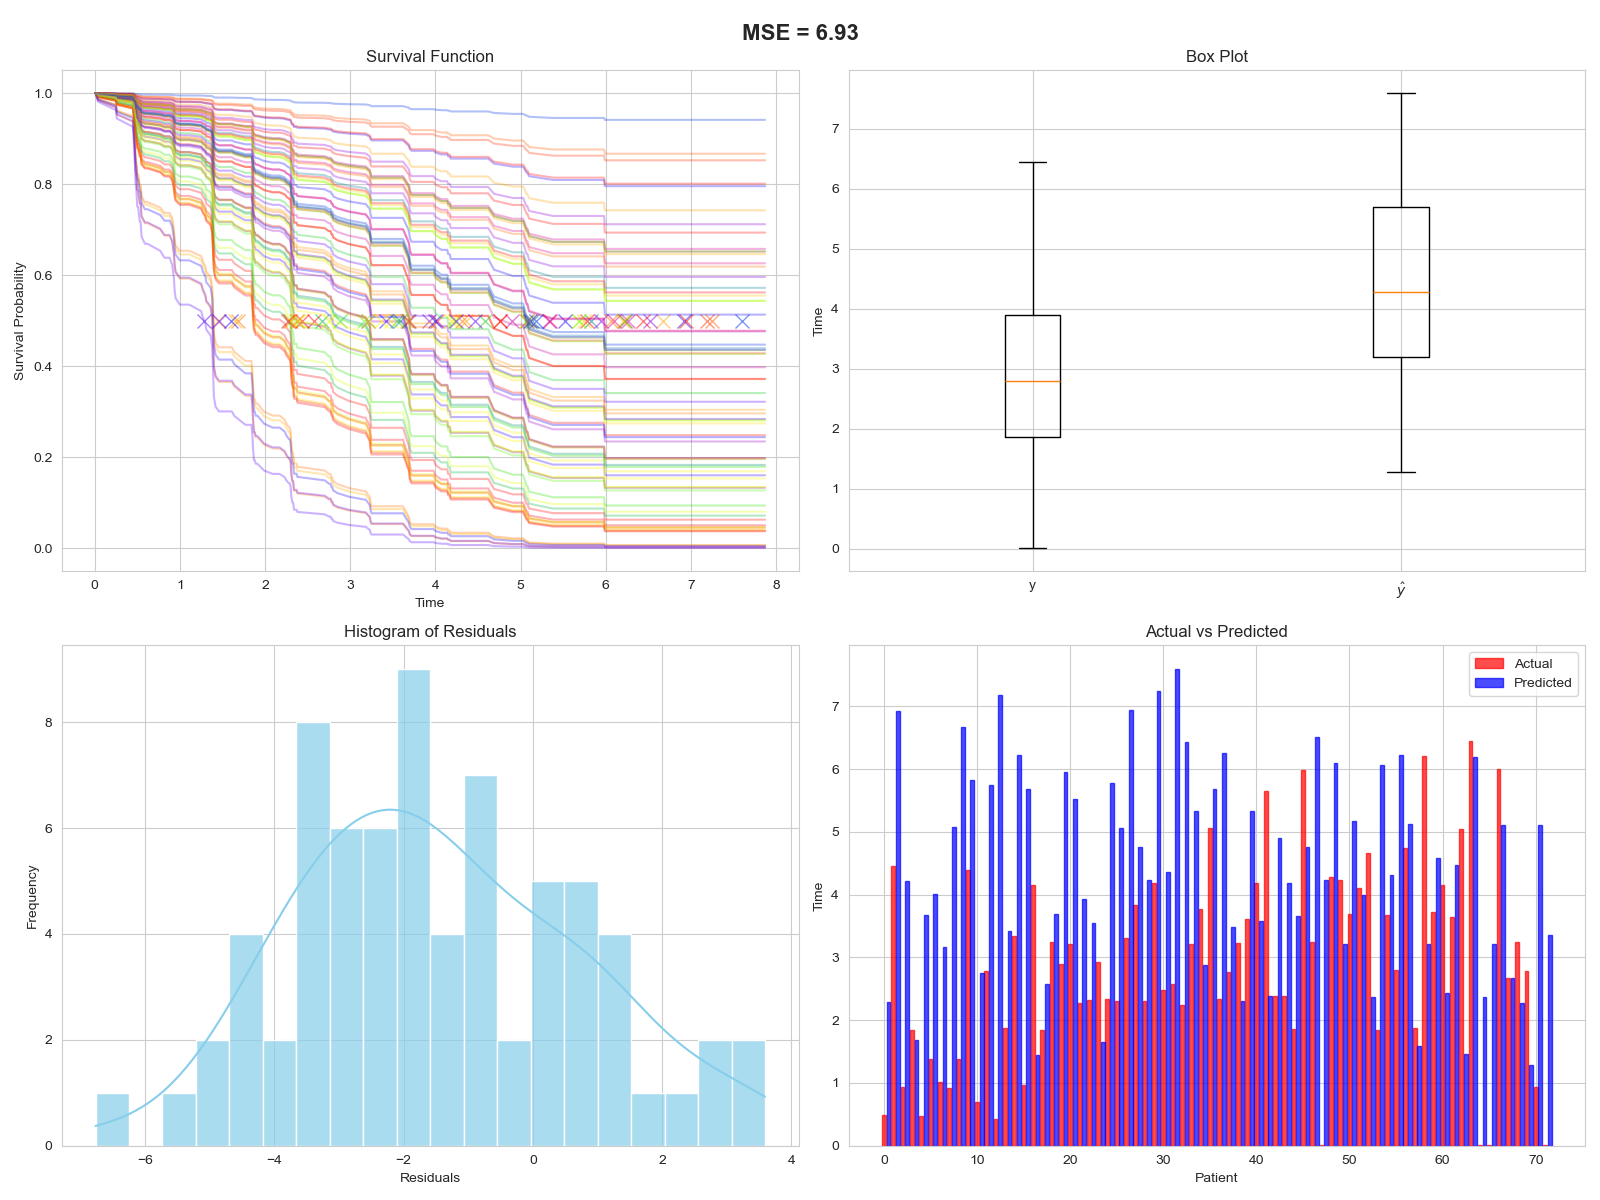 MSE = 6.93
Survival Function
Survival Probability
1.0
0.8
0.6
0.4
0.2
0.0
0 1 2 3 4 5 6 7 8
Time
Box Plot
Time
7
6
5
4
3
2
1
0
y ŷ
Histogram of Residuals
Frequency
8
6
4
2
0
−6 −4 −2 0 2 4
Residuals
Actual vs Predicted
Actual
Predicted
Time
7
6
5
4
3
2
1
0
0 10 20 30 40 50 60 70
Patient